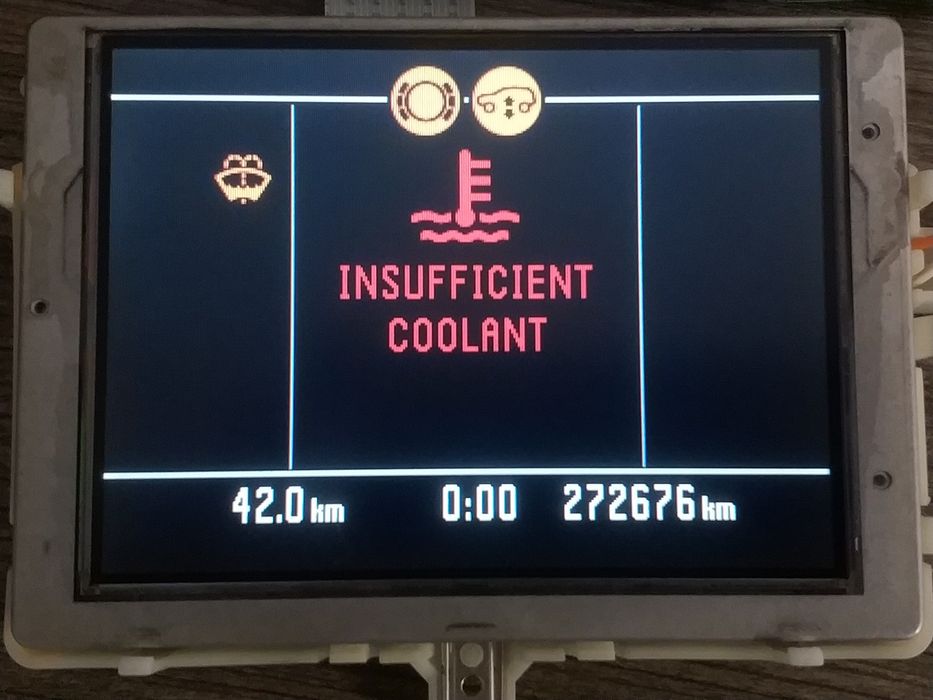 INSUFFICIENT
COOLANT
42.0 km 0:00 272676 km